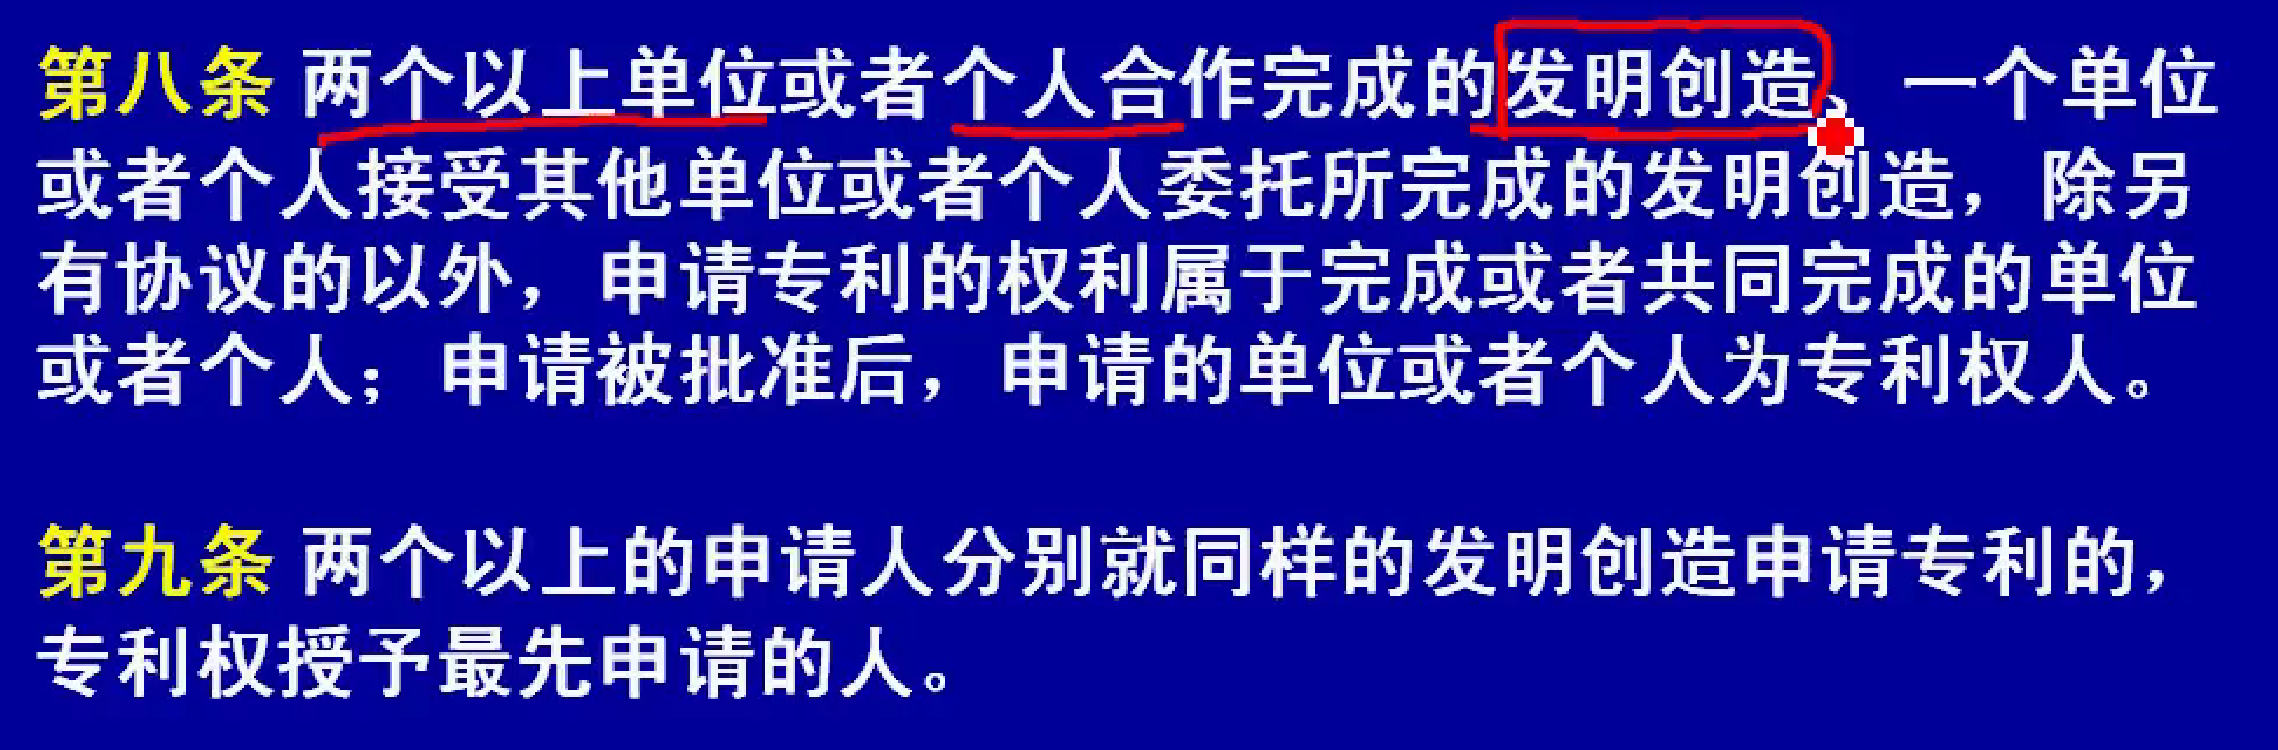 第八条 两个以上单位或者个人合作完成的发明创造、一个单位
或者个人接受其他单位或者个人委托所完成的发明创造，除另
有协议的以外，申请专利的权利属于完成或者共同完成的单位
或者个人；申请被批准后，申请的单位或者个人为专利权人。
第九条 两个以上的申请人分别就同样的发明创造申请专利的，
专利权授予最先申请的人。